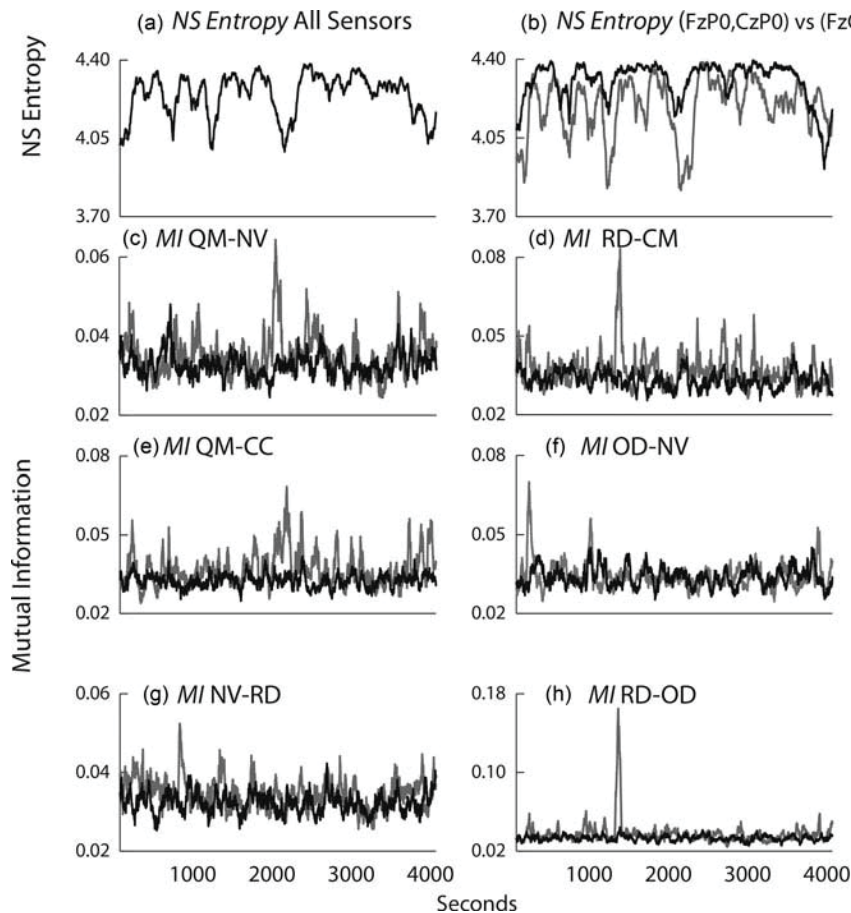 (a) NS Entropy All Sensors
(b) NS Entropy (FzP0,CzP0) vs (Fz
NS Entropy
4.40
4.05
3.70
4.40
4.05
3.70
(c) MI QM-NV
0.06
0.04
0.02
(d) MI RD-CM
0.08
0.05
0.02
Mutual Information
(e) MI QM-CC
0.08
0.05
0.02
(f) MI OD-NV
0.08
0.05
0.02
(g) MI NV-RD
0.06
0.04
0.02
(h) MI RD-OD
0.18
0.10
0.02
1000 2000 3000 4000
1000 2000 3000 4000
Seconds